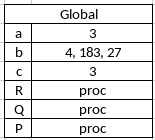 Global
a 3
b 4, 183, 27
c 3
R proc
Q proc
P proc